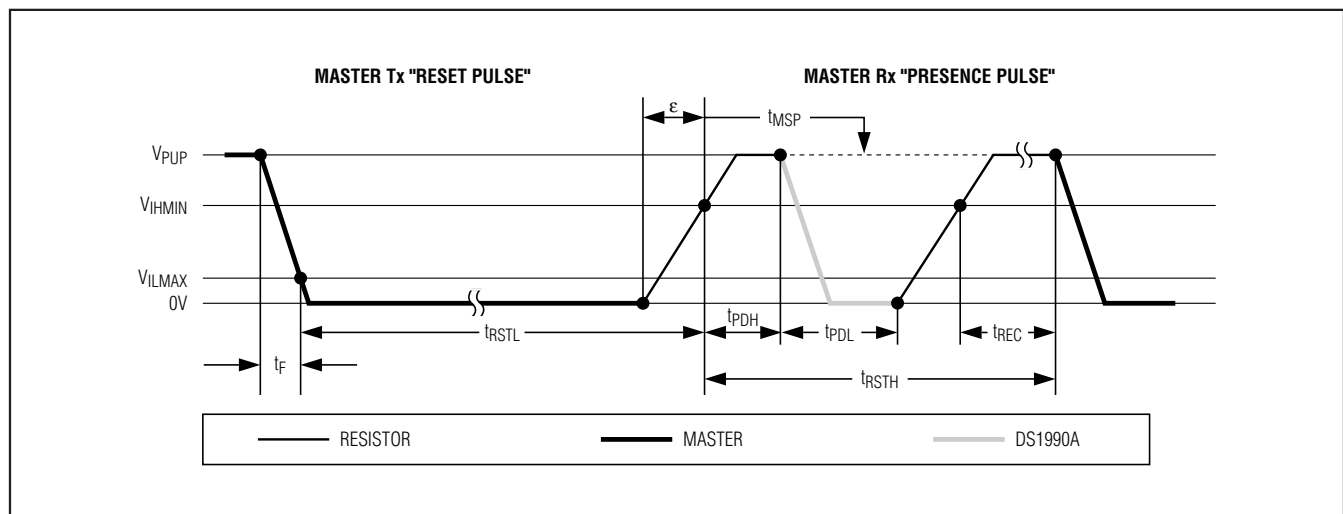 MASTER Tx "RESET PULSE" MASTER Rx "PRESENCE PULSE"
ε tMSP
VPUP
VIHMIN
VILMAX
0V
tPDH tPDL tREC
tRSTL
tF
tRSTH
RESISTOR MASTER DS1990A